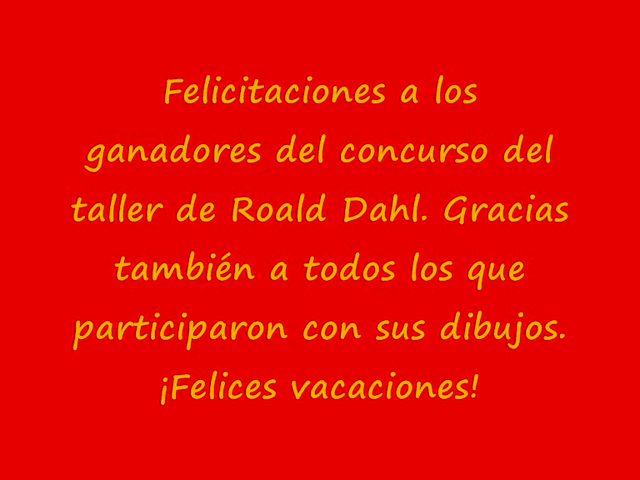 Felicitaciones a los
ganadores del concurso del
taller de Roald Dahl. Gracias
también a todos los que
participaron con sus dibujos.
¡Felices vacaciones!